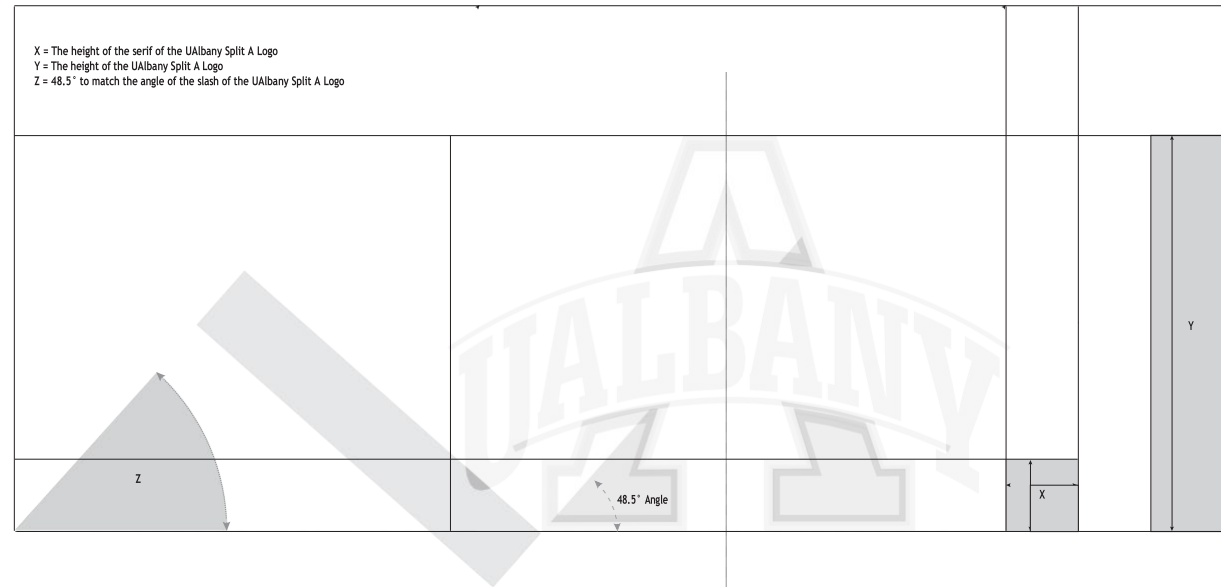 X = The height of the serif of the UAlbany Split A Logo
Y = The height of the UAlbany Split A Logo
Z = 48.5° to match the angle of the slash of the UAlbany Split A Logo
UALBANY
Y
Z
X
48.5° Angle